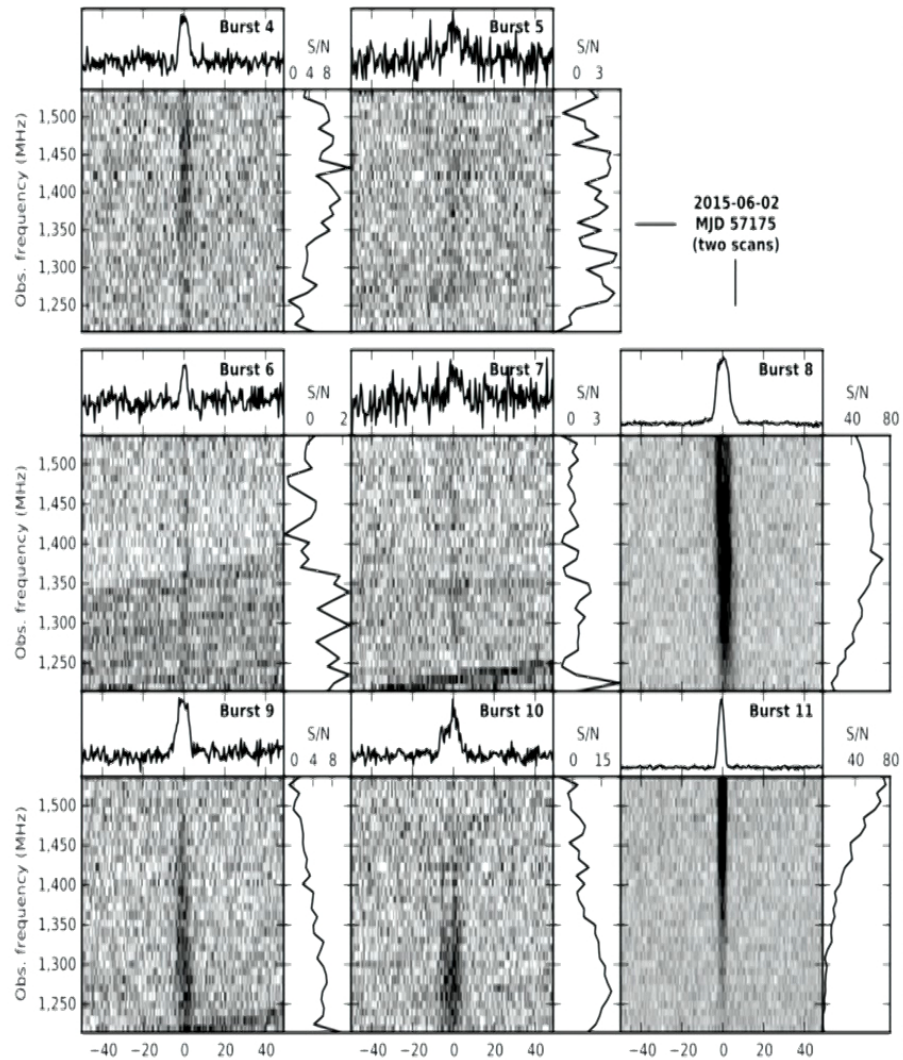 Burst 4
Burst 5
S/N
S/N
0 4 8
0 3
1,500
1,450
1,400
1,350
1,300
1,250
Obs. frequency (MHz)
2015-06-02
MJD 57175
(two scans)
Burst 6
Burst 7
Burst 8
S/N
S/N
S/N
0 2
0 3
40 80
1,500
1,450
1,400
1,350
1,300
1,250
Obs. frequency (MHz)
Burst 9
Burst 10
Burst 11
S/N
S/N
S/N
0 4 8
0 15
40 80
1,500
1,450
1,400
1,350
1,300
1,250
Obs. frequency (MHz)
−40 −20 0 20 40
−40 −20 0 20 40
−40 −20 0 20 40